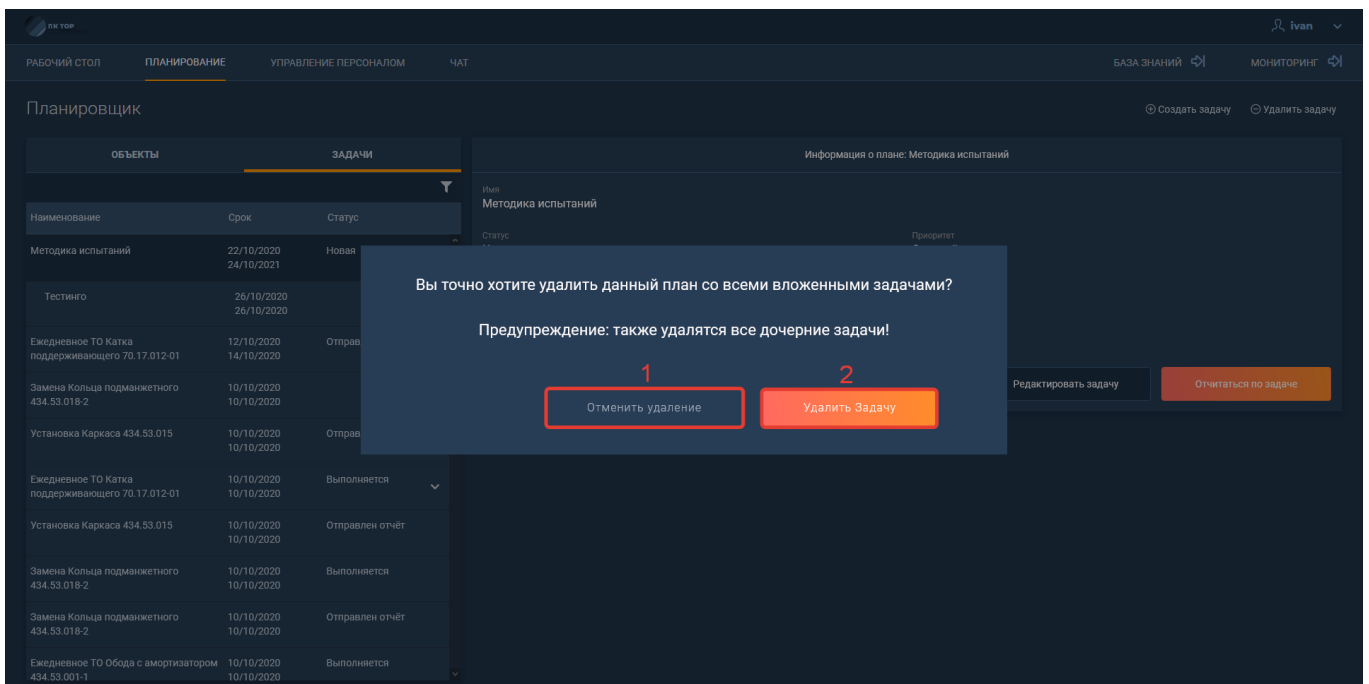 ПК ТОР
ivan
РАБОЧИЙ СТОЛ ПЛАНИРОВАНИЕ УПРАВЛЕНИЕ ПЕРСОНАЛОМ ЧАТ БАЗА ЗНАНИЙ МОНИТОРИНГ
Планировщик
Создать задачу Удалить задачу
ОБЪЕКТЫ ЗАДАЧИ
Наименование Срок Статус
Методика испытаний 22/10/2020 Новая
24/10/2021
Тестинго 26/10/2020
26/10/2020
Ежедневное ТО Катка 12/10/2020 Отправ
поддерживающего 70.17.012-01 14/10/2020
Замена Кольца подманжетного 10/10/2020
434.53.018-2 10/10/2020
Установка Каркаса 434.53.015 10/10/2020 Отправ
10/10/2020
Ежедневное ТО Катка 10/10/2020 Выполняется
поддерживающего 70.17.012-01 10/10/2020
Установка Каркаса 434.53.015 10/10/2020 Отправлен отчёт
10/10/2020
Замена Кольца подманжетного 10/10/2020 Выполняется
434.53.018-2 10/10/2020
Замена Кольца подманжетного 10/10/2020 Отправлен отчёт
434.53.018-2 10/10/2020
Ежедневное ТО Обода с амортизатором 10/10/2020 Выполняется
434.53.001-1 10/10/2020
Информация о плане: Методика испытаний
Имя
Методика испытаний
Статус Приоритет
Редактировать задачу Отчитаться по задаче
Вы точно хотите удалить данный план со всеми вложенными задачами?
Предупреждение: также удалятся все дочерние задачи!
1 2
Отменить удаление Удалить Задачу